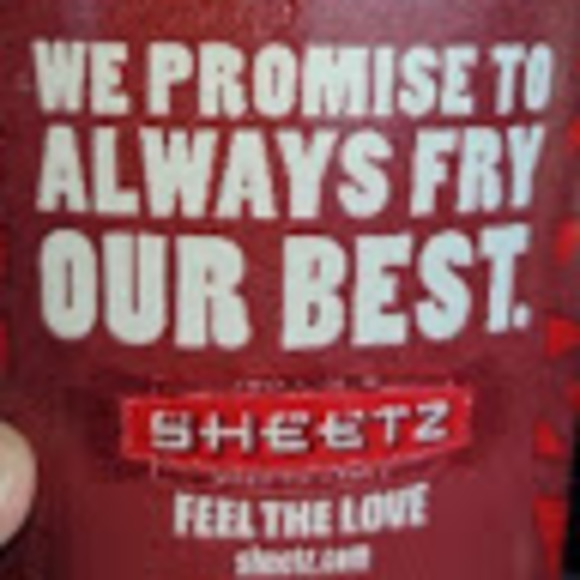 WE PROMISE TO
ALWAYS FRY
OUR BEST.
SHEETZ
FEEL THE LOVE
sheetz.com